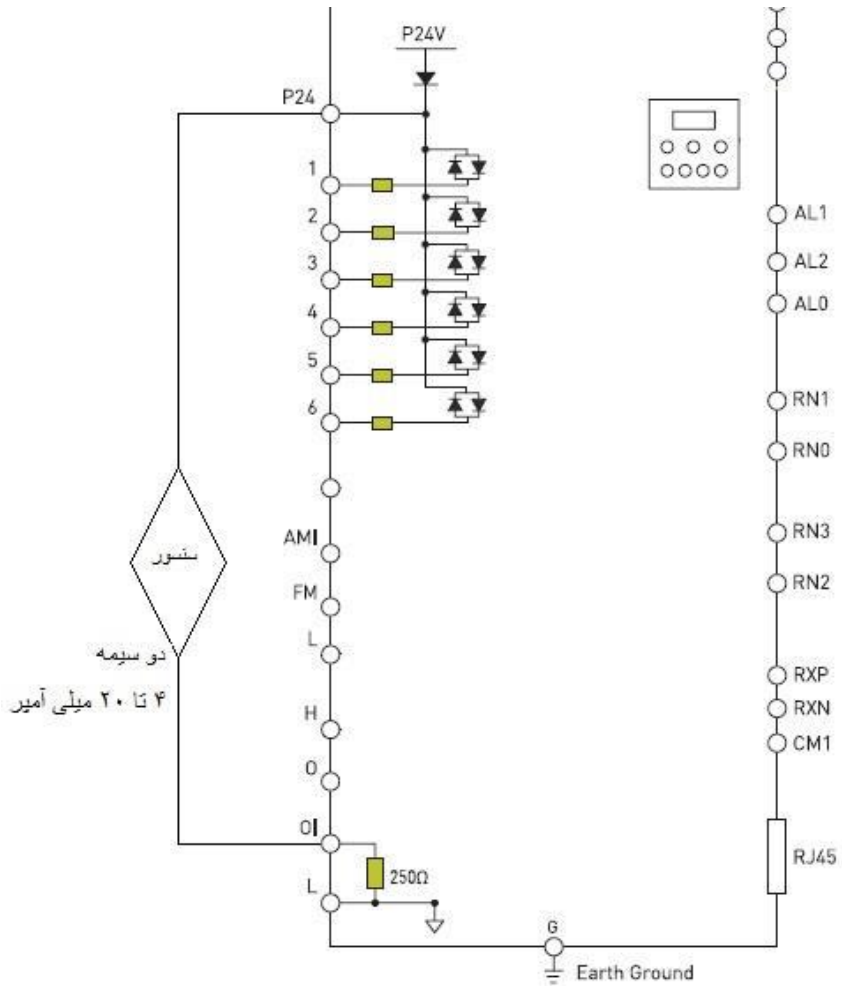 P24V
P24
1
2
3
4
5
6
سنسور
دو سیمه
۴ تا ۲۰ میلی آمپر
AMI
FM
L
H
O
OI
L
250Ω
G
Earth Ground
AL1
AL2
AL0
RN1
RN0
RN3
RN2
RXP
RXN
CM1
RJ45